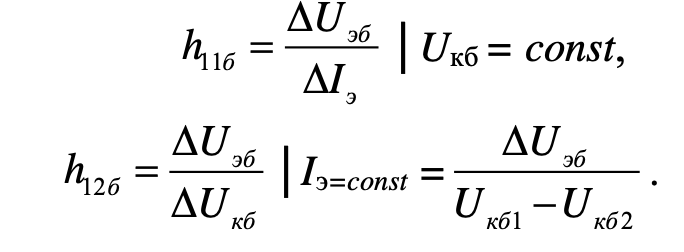 h₁₁б = ΔUэб / ΔIэ | Uкб = const,
h₁₂б = ΔUэб / ΔUкб | Iэ=const = ΔUэб / Uкб1 − Uкб2 .